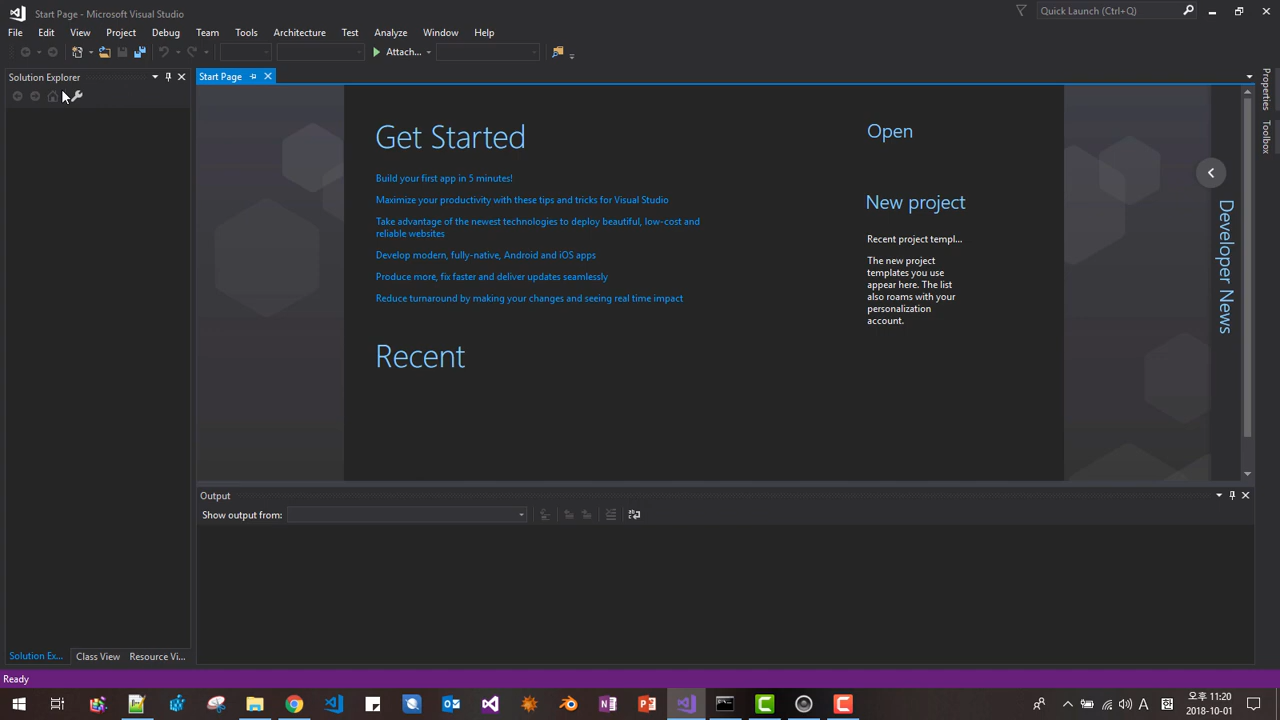 Start Page - Microsoft Visual Studio
Quick Launch (Ctrl+Q)
File Edit View Project Debug Team Tools Architecture Test Analyze Window Help
Attach...
Solution Explorer
Start Page
Properties
Toolbox
Get Started
Build your first app in 5 minutes!
Maximize your productivity with these tips and tricks for Visual Studio
Take advantage of the newest technologies to deploy beautiful, low-cost and
reliable websites
Develop modern, fully-native, Android and iOS apps
Produce more, fix faster and deliver updates seamlessly
Reduce turnaround by making your changes and seeing real time impact
Recent
Open
New project
Recent project templ...
The new project
templates you use
appear here. The list
also roams with your
personalization
account.
Developer News
Output
Show output from:
Solution Ex... Class View Resource Vi...
Ready
A
오후 11:20
2018-10-01